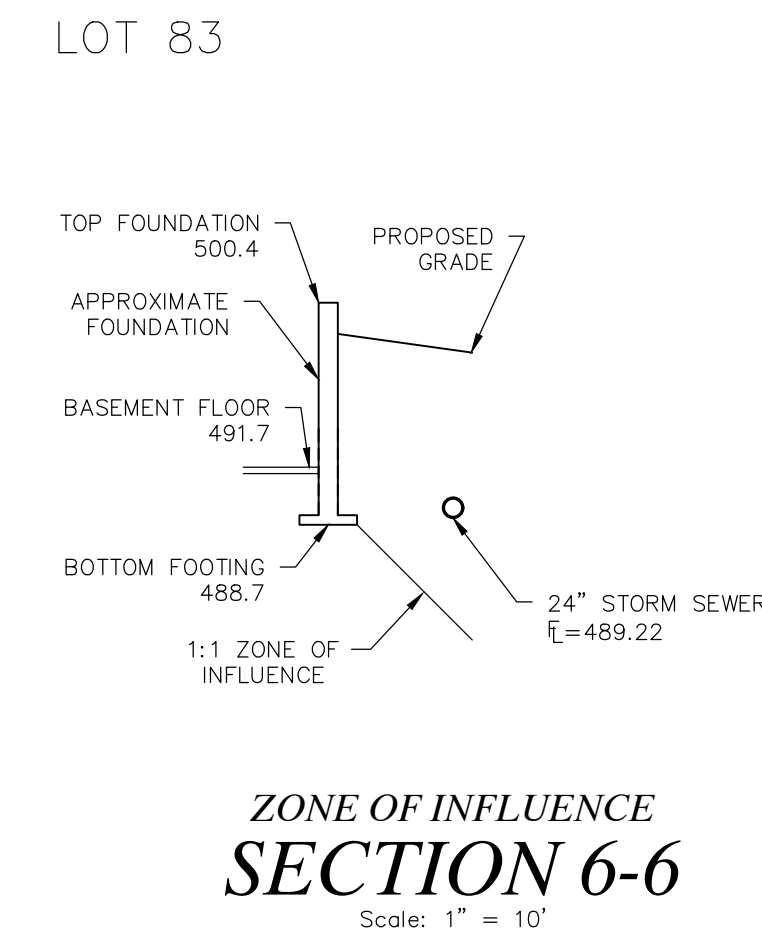 LOT 83
TOP FOUNDATION
500.4
PROPOSED
GRADE
APPROXIMATE
FOUNDATION
BASEMENT FLOOR
491.7
BOTTOM FOOTING
488.7
24" STORM SEWER
FL=489.22
1:1 ZONE OF
INFLUENCE
ZONE OF INFLUENCE
SECTION 6-6
Scale: 1" = 10'